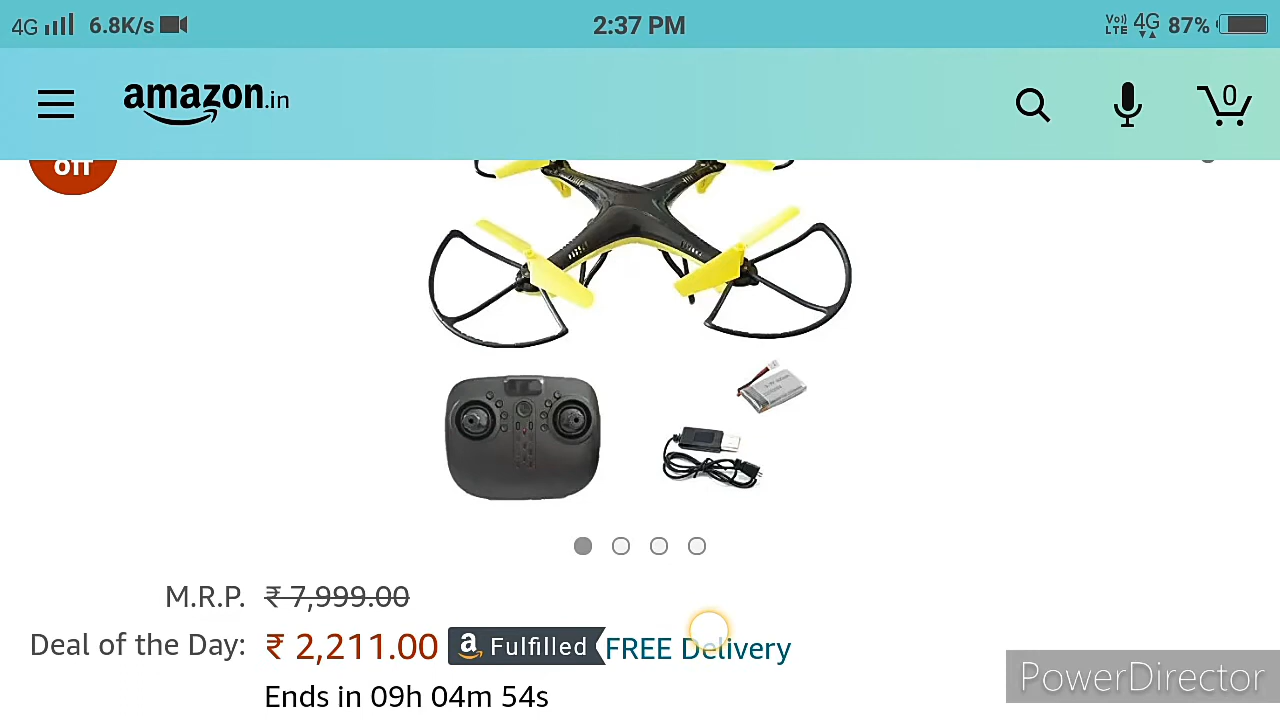 4G 6.8K/s 2:37 PM Vo)) LTE 4G 87%
amazon.in 0
off
M.R.P. ₹ 7,999.00
Deal of the Day: ₹ 2,211.00 a Fulfilled FREE Delivery
Ends in 09h 04m 54s
PowerDirector